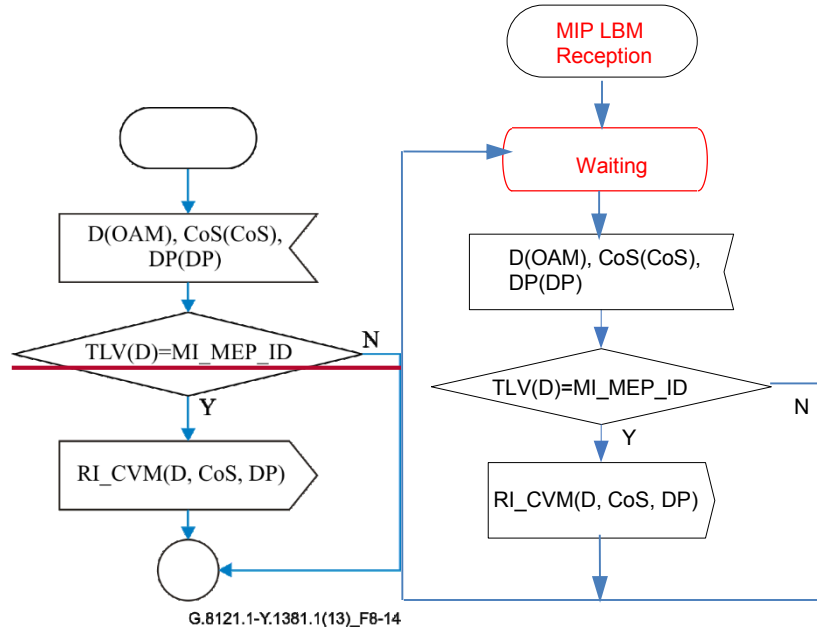 D(OAM), CoS(CoS),
DP(DP)
TLV(D)=MI_MEP_ID
N
Y
RI_CVM(D, CoS, DP)
G.8121.1-Y.1381.1(13)_F8-14
MIP LBM
Reception
Waiting
D(OAM), CoS(CoS),
DP(DP)
TLV(D)=MI_MEP_ID
N
Y
RI_CVM(D, CoS, DP)